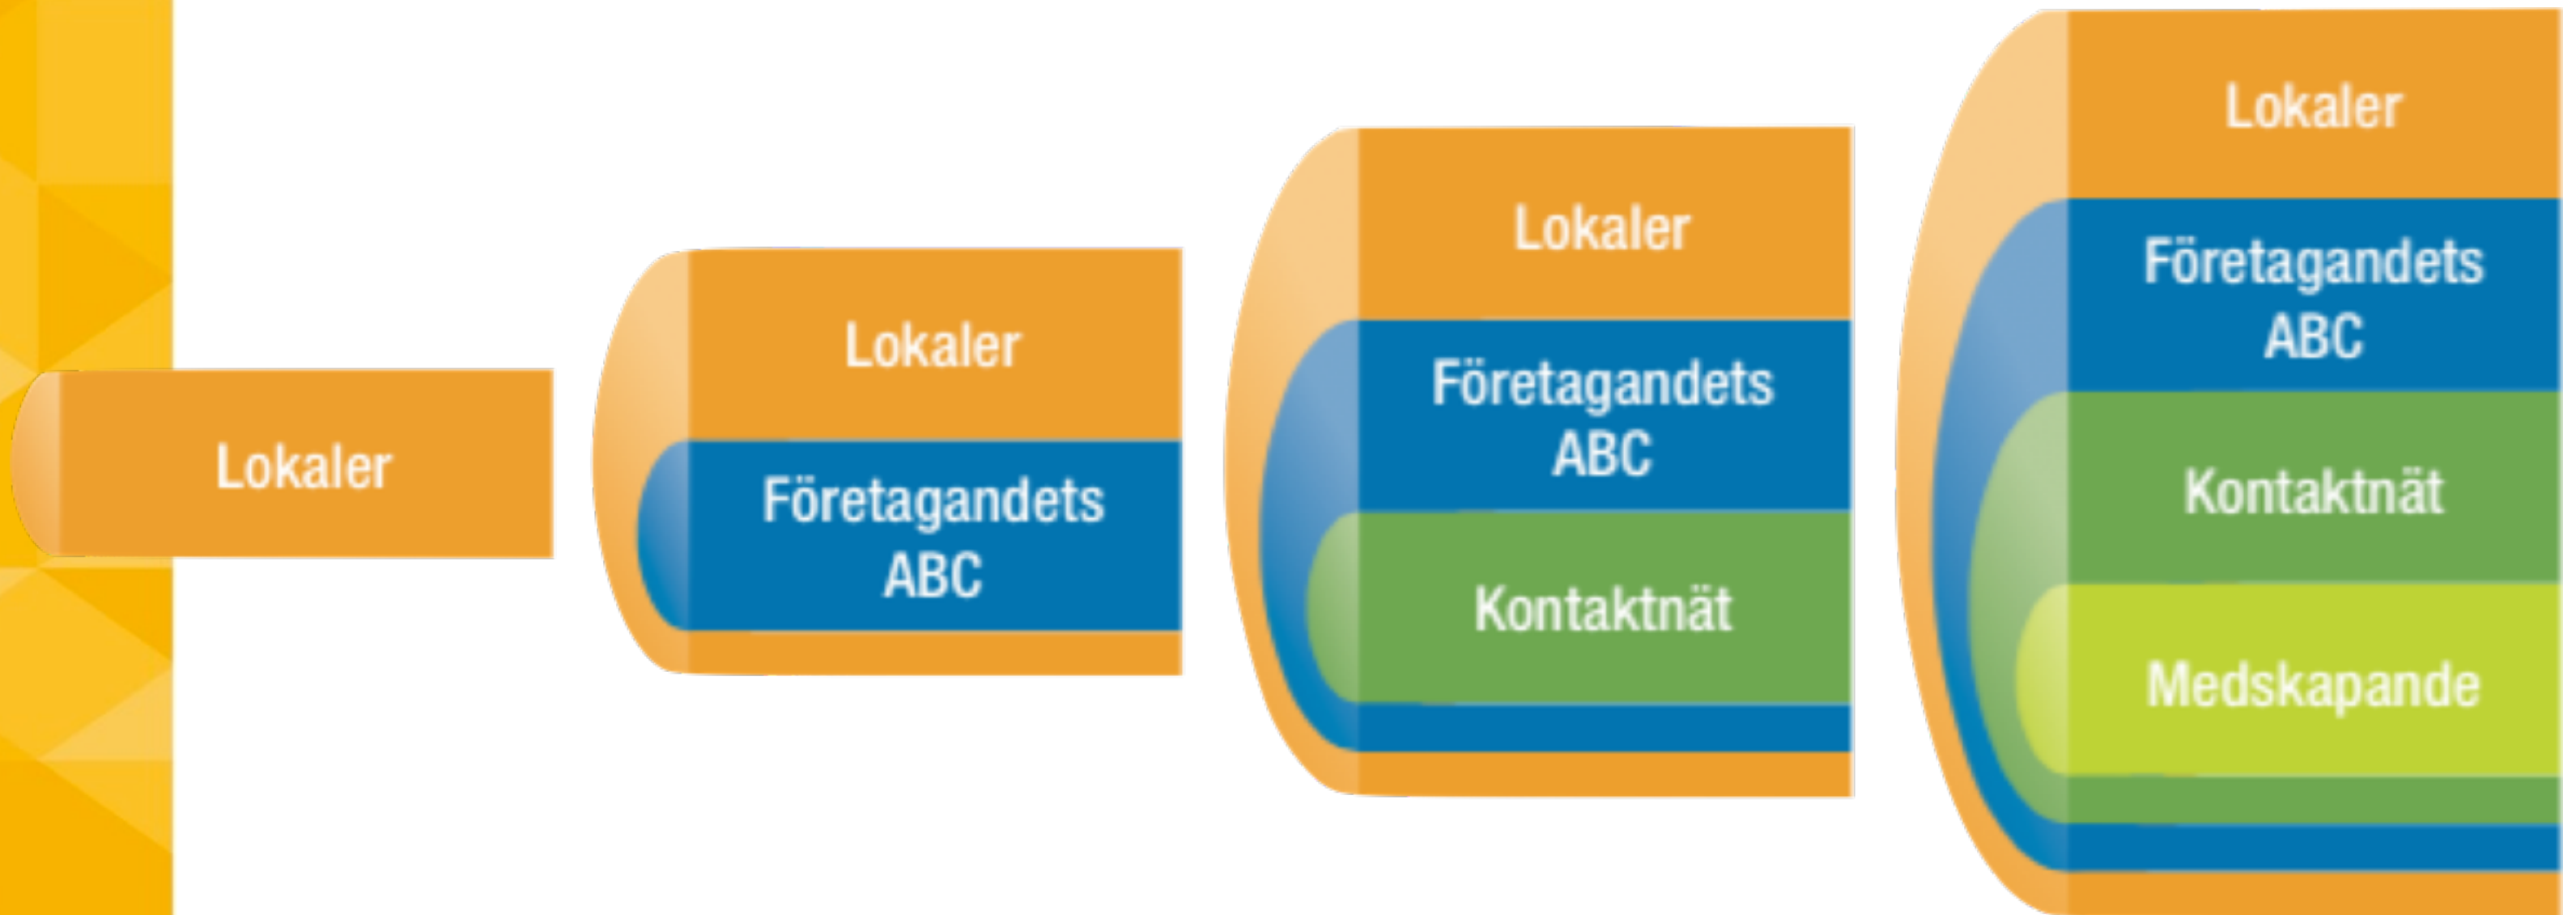 Lokaler
Lokaler
Företagandets
ABC
Lokaler
Företagandets
ABC
Kontaktnät
Lokaler
Företagandets
ABC
Kontaktnät
Medskapande